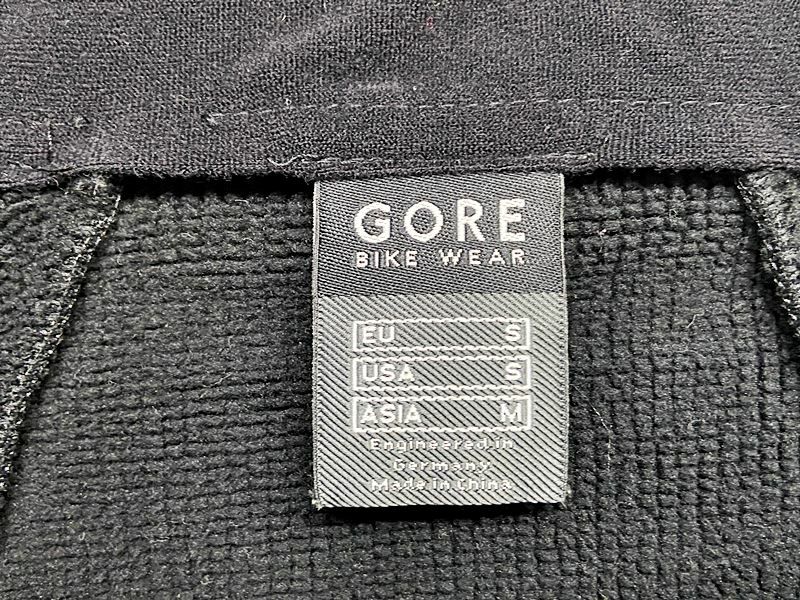 GORE
BIKE WEAR
EU S
USA S
ASIA M
Engineered in
Germany
Made in China